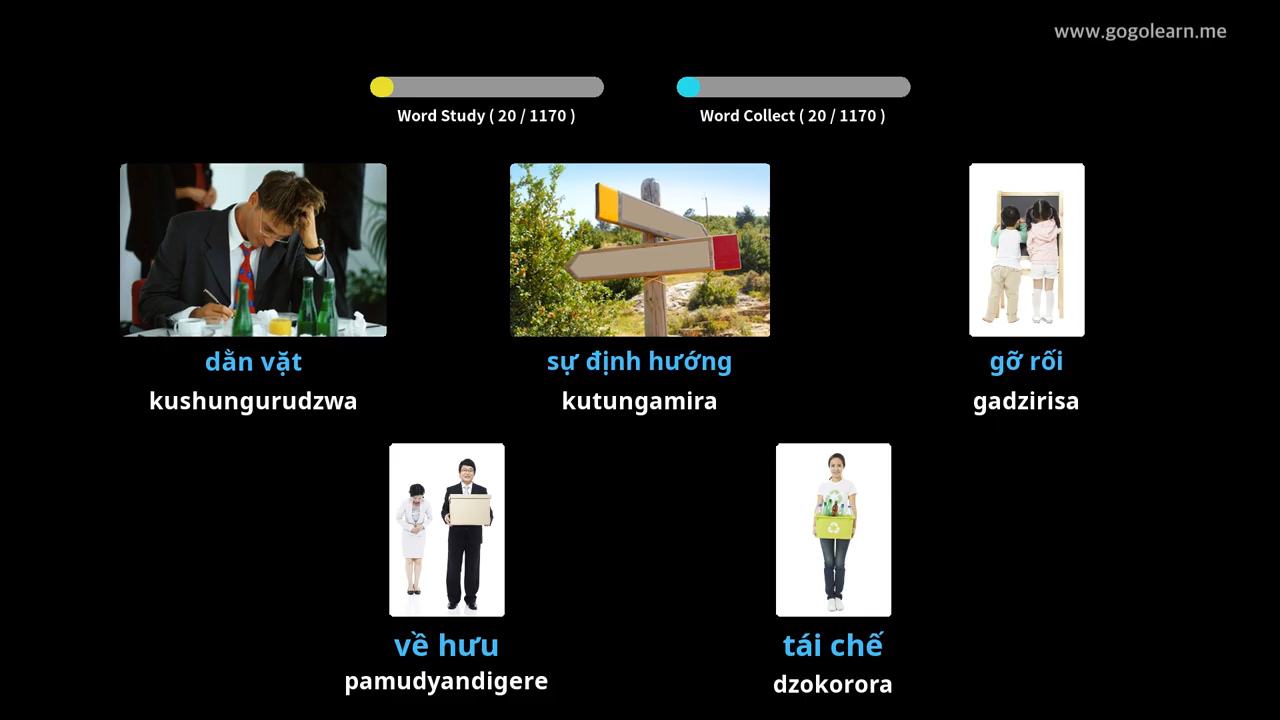 www.gogolearn.me
Word Study ( 20 / 1170 )
Word Collect ( 20 / 1170 )
dằn vặt
kushungurudzwa
sự định hướng
kutungamira
gỡ rối
gadzirisa
về hưu
pamudyandigere
tái chế
dzokorora